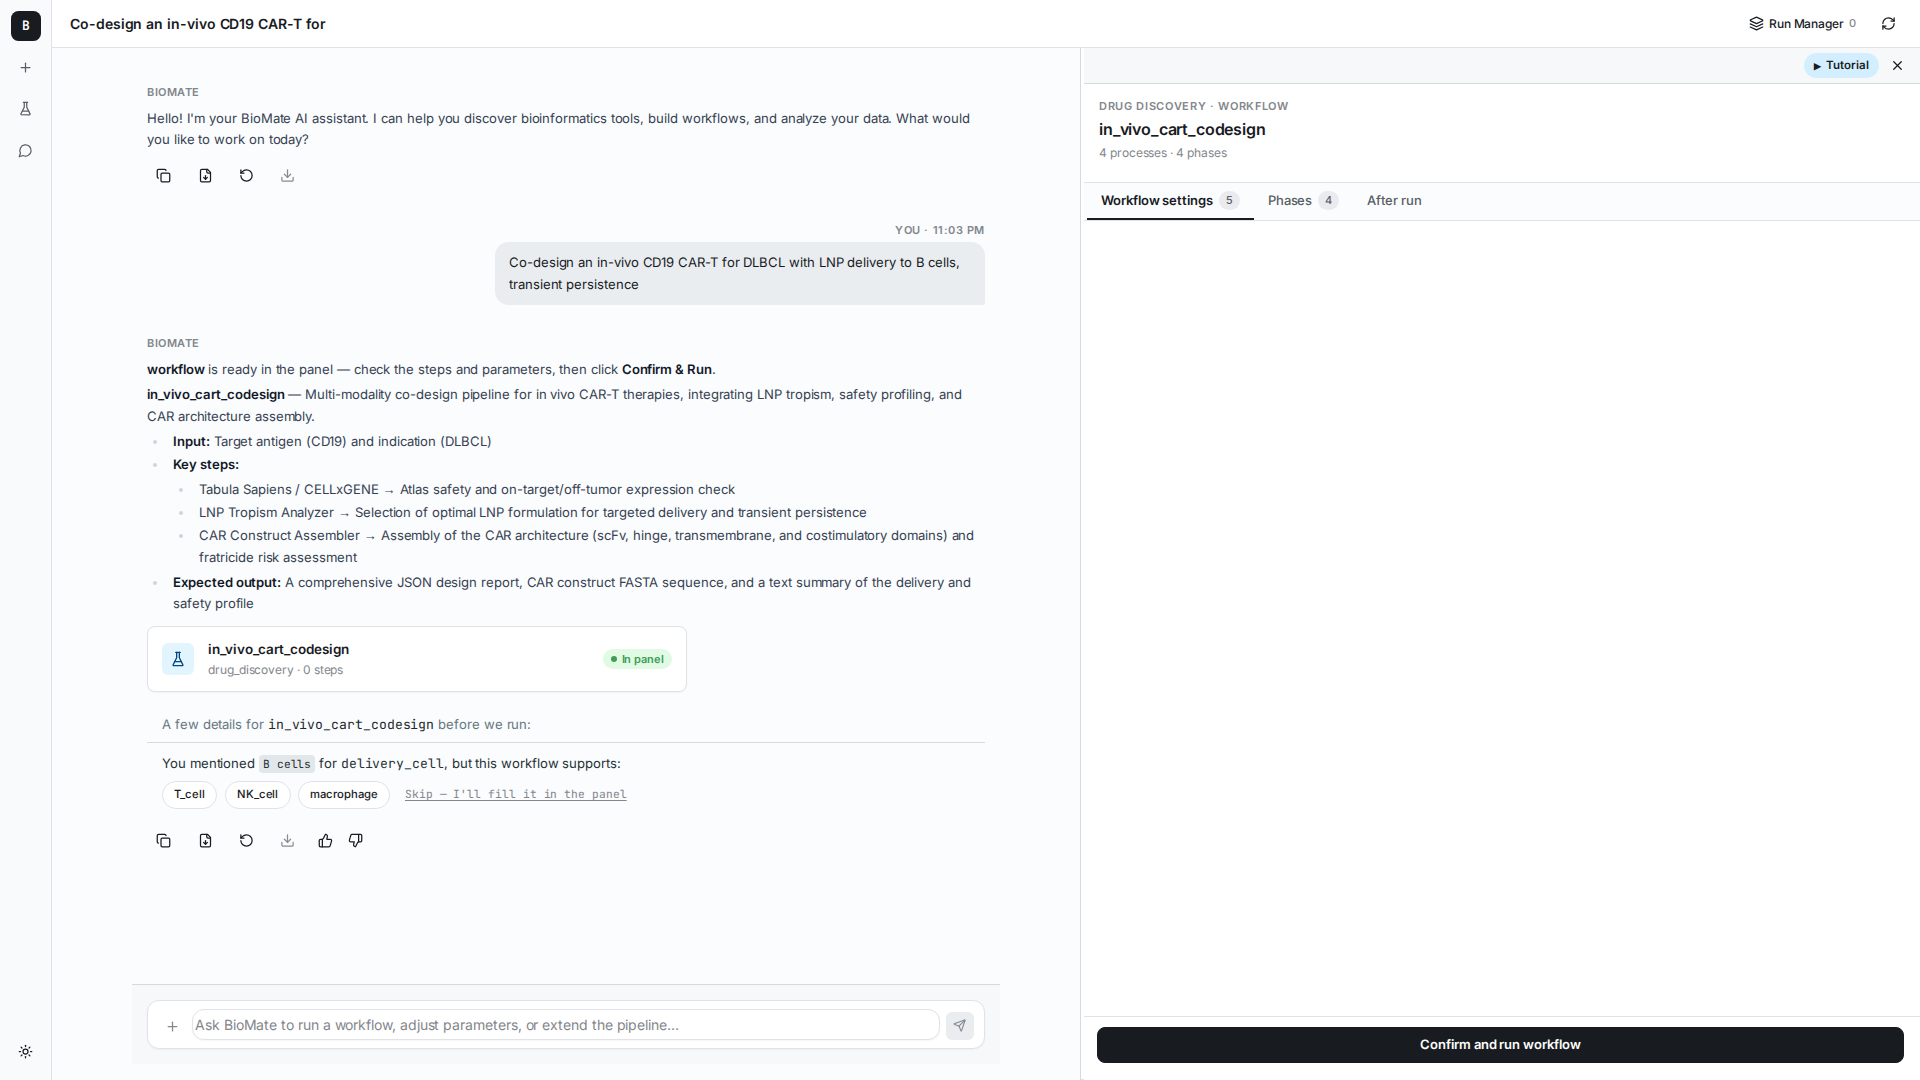 B
Co-design an in-vivo CD19 CAR-T for
Run Manager 0
▶ Tutorial
BIOMATE
Hello! I'm your BioMate AI assistant. I can help you discover bioinformatics tools, build workflows, and analyze your data. What would
you like to work on today?
YOU · 11:03 PM
Co-design an in-vivo CD19 CAR-T for DLBCL with LNP delivery to B cells,
transient persistence
BIOMATE
workflow is ready in the panel — check the steps and parameters, then click Confirm & Run.
in_vivo_cart_codesign — Multi-modality co-design pipeline for in vivo CAR-T therapies, integrating LNP tropism, safety profiling, and
CAR architecture assembly.
Input: Target antigen (CD19) and indication (DLBCL)
Key steps:
Tabula Sapiens / CELLxGENE → Atlas safety and on-target/off-tumor expression check
LNP Tropism Analyzer → Selection of optimal LNP formulation for targeted delivery and transient persistence
CAR Construct Assembler → Assembly of the CAR architecture (scFv, hinge, transmembrane, and costimulatory domains) and
fratricide risk assessment
Expected output: A comprehensive JSON design report, CAR construct FASTA sequence, and a text summary of the delivery and
safety profile
in_vivo_cart_codesign
drug_discovery · 0 steps
In panel
A few details for in_vivo_cart_codesign before we run:
You mentioned B cells for delivery_cell, but this workflow supports:
T_cell NK_cell macrophage Skip — I'll fill it in the panel
Ask BioMate to run a workflow, adjust parameters, or extend the pipeline...
DRUG DISCOVERY · WORKFLOW
in_vivo_cart_codesign
4 processes · 4 phases
Workflow settings 5 Phases 4 After run
Confirm and run workflow